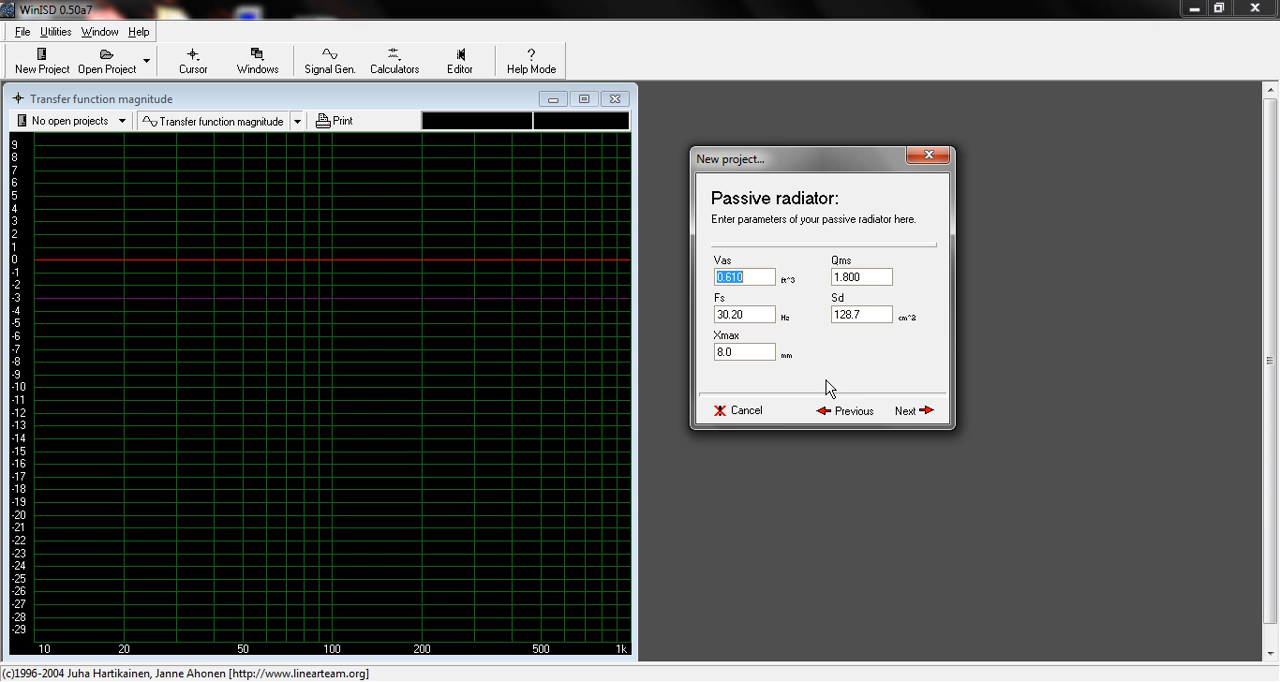 WinISD 0.50a7
File Utilities Window Help
New Project Open Project Cursor Windows Signal Gen. Calculators Editor Help Mode
Transfer function magnitude
No open projects Transfer function magnitude Print
9
8
7
6
5
4
3
2
1
0
-1
-2
-3
-4
-5
-6
-7
-8
-9
-10
-11
-12
-13
-14
-15
-16
-17
-18
-19
-20
-21
-22
-23
-24
-25
-26
-27
-28
-29
10 20 50 100 200 500 1k
New project...
Passive radiator:
Enter parameters of your passive radiator here.
Vas Qms
0.610 ft^3 1.800
Fs Sd
30.20 Hz 128.7 cm^2
Xmax
8.0 mm
Cancel Previous Next
(c)1996-2004 Juha Hartikainen, Janne Ahonen [http://www.linearteam.org]